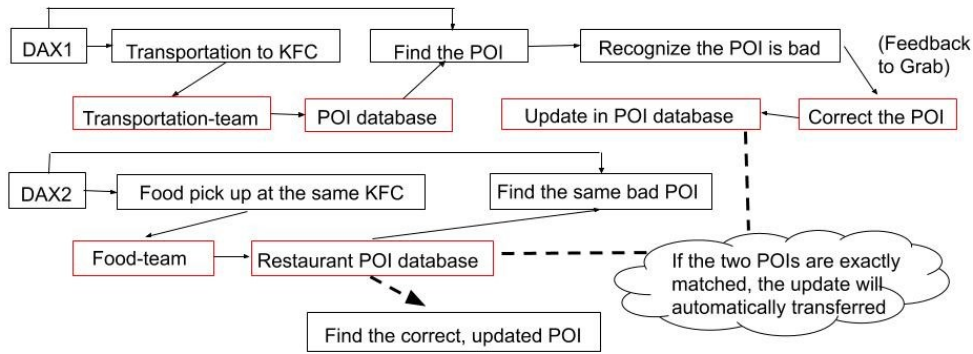 DAX1
Transportation to KFC
Find the POI
Recognize the POI is bad
(Feedback
to Grab)
Transportation-team
POI database
Update in POI database
Correct the POI
DAX2
Food pick up at the same KFC
Find the same bad POI
Food-team
Restaurant POI database
If the two POIs are exactly
matched, the update will
automatically transferred
Find the correct, updated POI